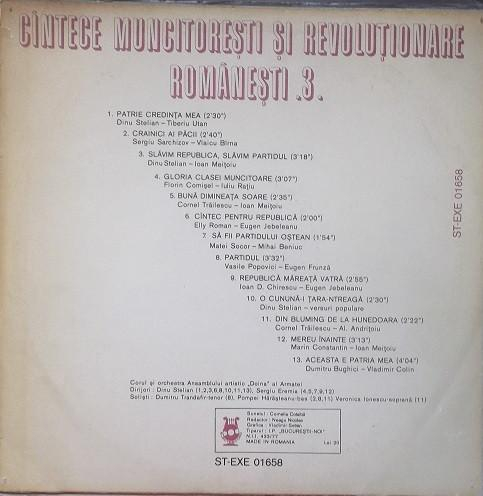 CÎNTECE MUNCITOREȘTI ȘI REVOLUȚIONARE
ROMÂNEȘTI .3.
1. PATRIE CREDINȚA MEA (2'30")
Dinu Stelian – Tiberiu Utan
2. CRAINICI AI PĂCII (2'40")
Sergiu Sarchizov – Vlaicu Bîrna
3. SLĂVIM REPUBLICA, SLĂVIM PARTIDUL (3'18")
Dinu Stelian – Ioan Meițoiu
4. GLORIA CLASEI MUNCITOARE (3'07")
Florin Comișel – Iuliu Rațiu
5. BUNĂ DIMINEAȚA SOARE (2'35")
Cornel Trăilescu – Ioan Meițoiu
6. CÎNTEC PENTRU REPUBLICĂ (2'00")
Elly Roman – Eugen Jebeleanu
7. SĂ FII PARTIDULUI OȘTEAN (1'54")
Matei Socor – Mihai Beniuc
8. PARTIDUL (3'32")
Vasile Popovici – Eugen Frunză
9. REPUBLICĂ MĂREAȚĂ VATRĂ (2'55")
Ioan D. Chirescu – Eugen Jebeleanu
10. O CUNUNĂ-I ȚARA-NTREAGĂ (2'30")
Dinu Stelian – versuri populare
11. DIN BLUMING DE LA HUNEDOARA (2'22")
Cornel Trăilescu – Al. Andrițoiu
12. MEREU ÎNAINTE (3'13")
Marin Constantin – Ioan Meițoiu
13. ACEASTA E PATRIA MEA (4'04")
Dumitru Bughici – Vladimir Colin
Corul și orchestra Ansamblului artistic „Doina" al Armatei
Dirijori : Dinu Stelian (1,2,3,6,8,10,11,13), Sergiu Eremia (4,5,7,9,12)
Soliști : Dumitru Trandafir-tenor (8), Pompei Hărășteanu-bas (2,8,11) Veronica Ionescu-soprană (11)
Sunetul : Cornelia
Redactor : Neagu Nicolae
Grafica : Vladimir
Tiparul : I.P. „BUCUREȘTII-NOI"
N.I.I. 433/77
MADE IN ROMANIA Lei 30
ST-EXE 01658
ST-EXE 01658